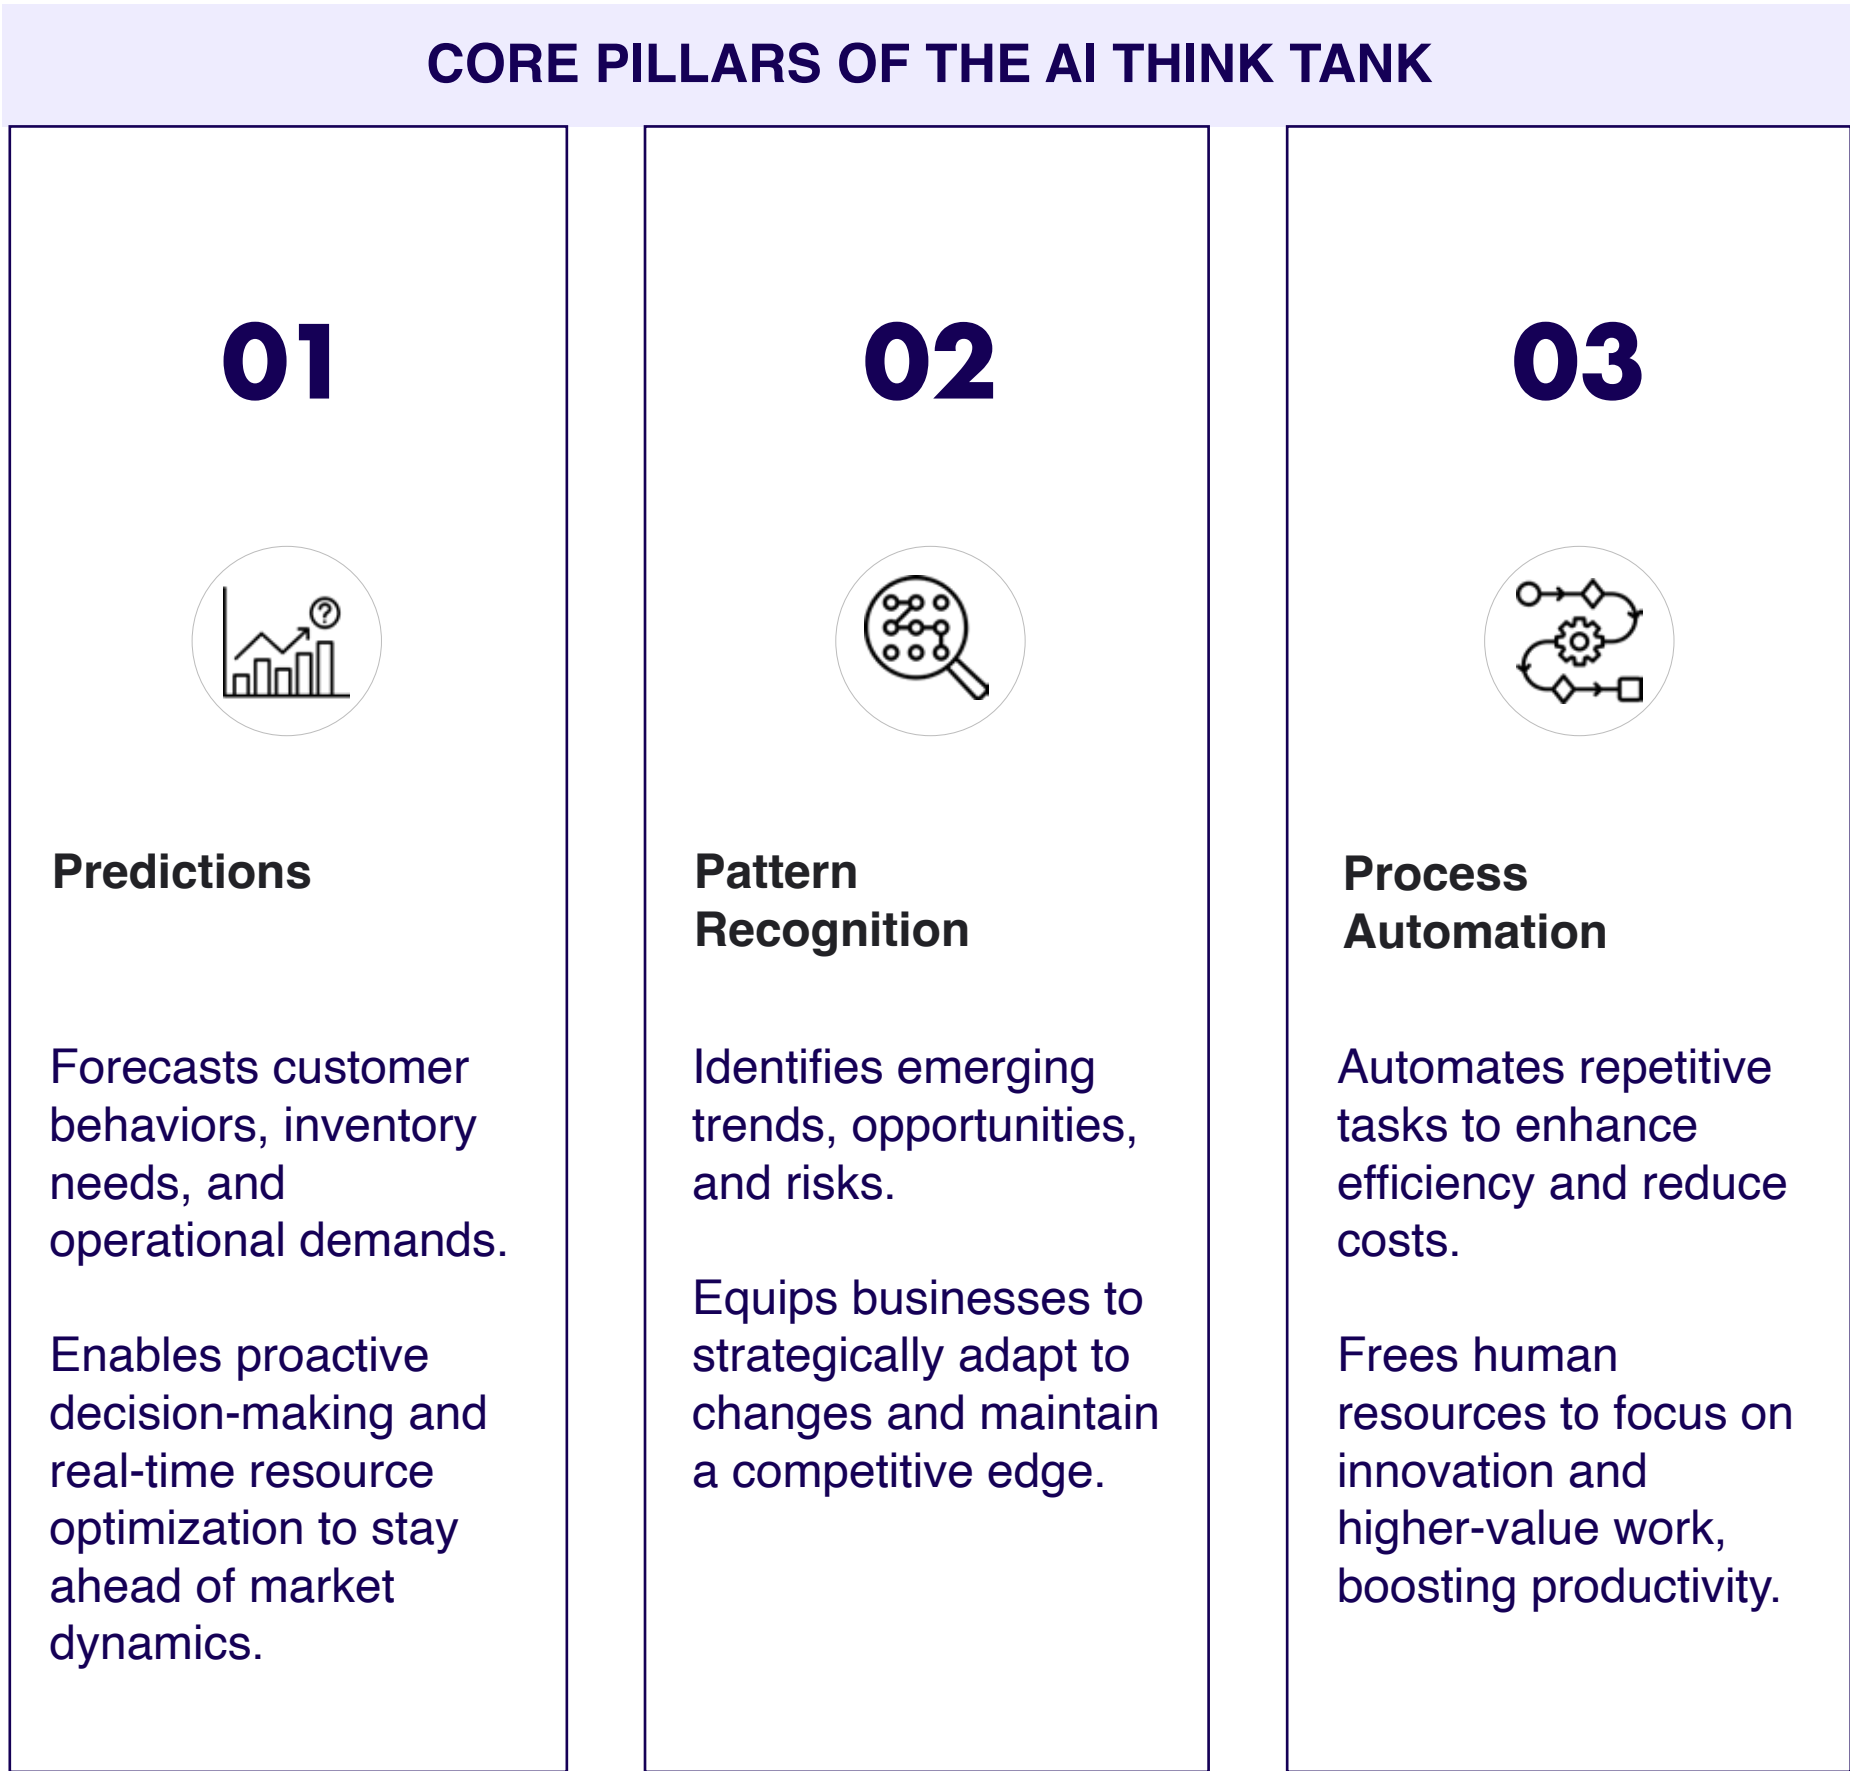 CORE PILLARS OF THE AI THINK TANK
01
Predictions
Forecasts customer
behaviors, inventory
needs, and
operational demands.
Enables proactive
decision-making and
real-time resource
optimization to stay
ahead of market
dynamics.
02
Pattern
Recognition
Identifies emerging
trends, opportunities,
and risks.
Equips businesses to
strategically adapt to
changes and maintain
a competitive edge.
03
Process
Automation
Automates repetitive
tasks to enhance
efficiency and reduce
costs.
Frees human
resources to focus on
innovation and
higher-value work,
boosting productivity.